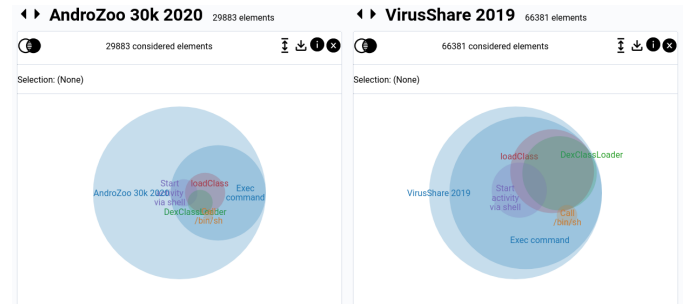 AndroZoo 30k 2020 29883 elements
29883 considered elements
Selection: (None)
AndroZoo 30k 2020
Start
activity
via shell
loadClass
Exec
command
DexClassLoader
/bin/sh
VirusShare 2019 66381 elements
66381 considered elements
Selection: (None)
VirusShare 2019
loadClass
DexClassLoader
Start
activity
via shell
Call
/bin/sh
Exec command